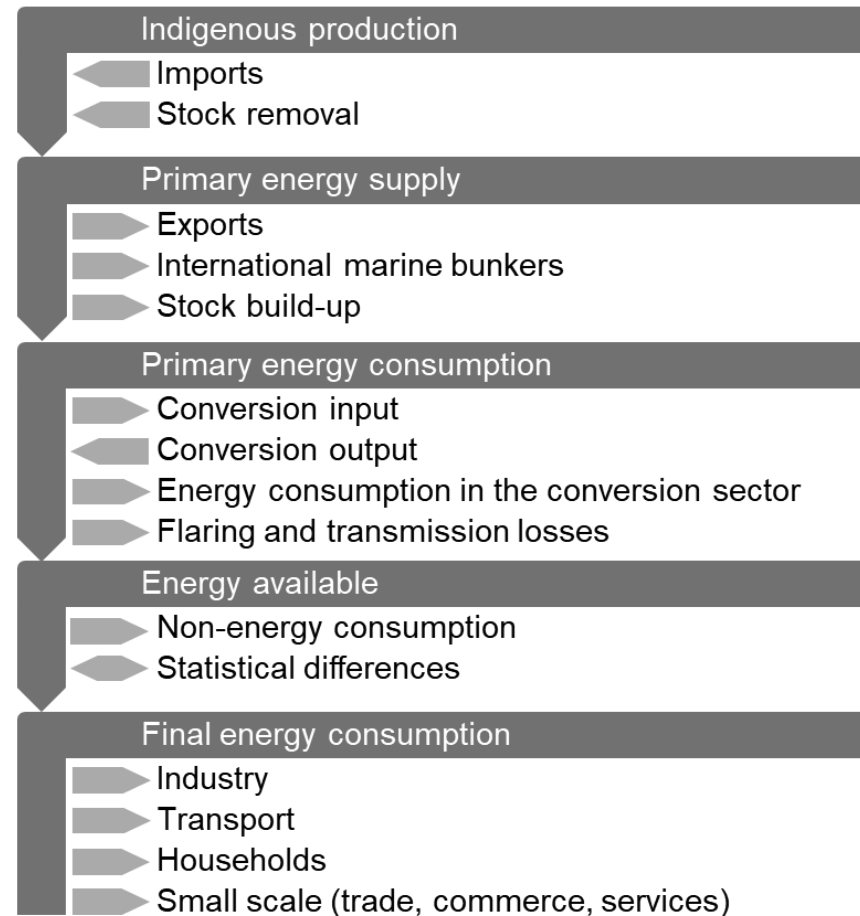 Indigenous production
Imports
Stock removal
Primary energy supply
Exports
International marine bunkers
Stock build-up
Primary energy consumption
Conversion input
Conversion output
Energy consumption in the conversion sector
Flaring and transmission losses
Energy available
Non-energy consumption
Statistical differences
Final energy consumption
Industry
Transport
Households
Small scale (trade, commerce, services)